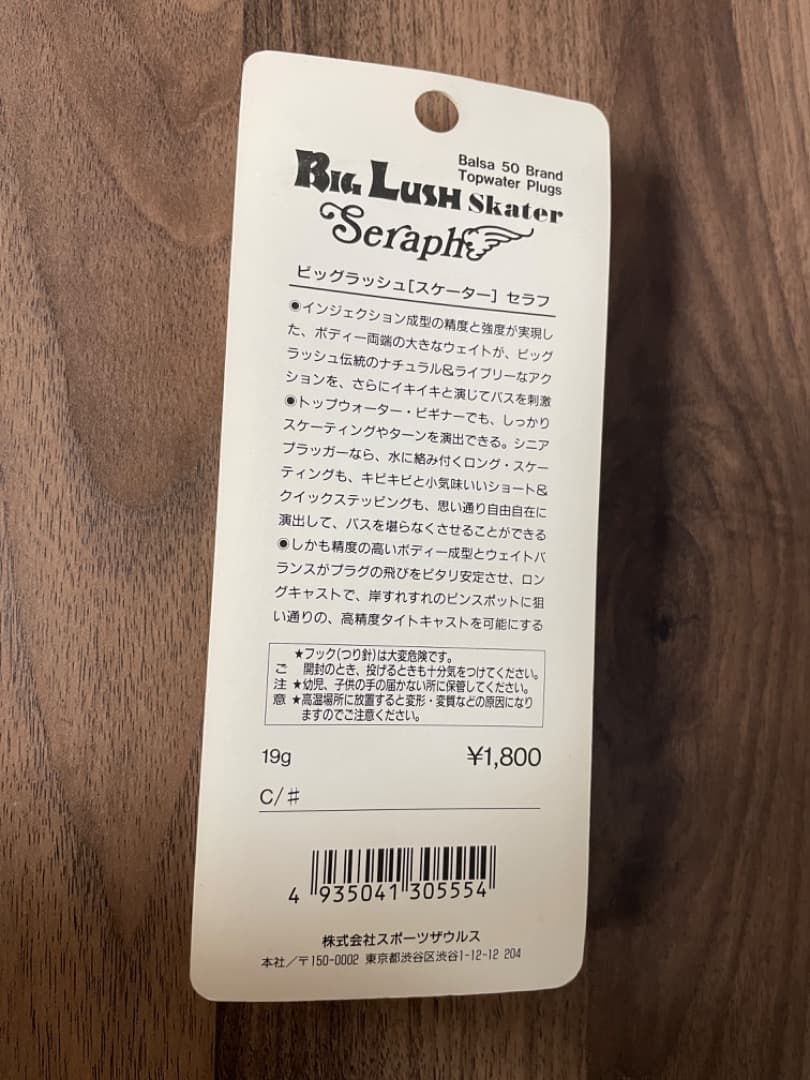 Balsa 50 Brand
Topwater Plugs
BIG LUSH Skater
Seraph
ビッグラッシュ[スケーター] セラフ
◉インジェクション成型の精度と強度が実現し
た、ボディー両端の大きなウェイトが、ビッグ
ラッシュ伝統のナチュラル&ライブリーなアク
ションを、さらにイキイキと演じてバスを刺激
◉トップウォーター・ビギナーでも、しっかり
スケーティングやターンを演出できる。シニア
プラッガーなら、水に絡み付くロング・スケー
ティングも、キビキビと小気味いいショート&
クイックステッピングも、思い通り自由自在に
演出して、バスを堪らなくさせることができる
◉しかも精度の高いボディー成型とウェイトバ
ランスがプラグの飛びをピタリ安定させ、ロン
グキャストで、岸すれすれのピンスポットに狙
い通りの、高精度タイトキャストを可能にする
ご注意
★フック(つり針)は大変危険です。
開封のとき、投げるときも十分気をつけてください。
★幼児、子供の手の届かない所に保管してください。
★高温場所に放置すると変形・変質などの原因になり
ますのでご注意ください。
19g ¥1,800
C/#
4 935041 305554
株式会社スポーツザウルス
本社/〒150-0002 東京都渋谷区渋谷1-12-12 204